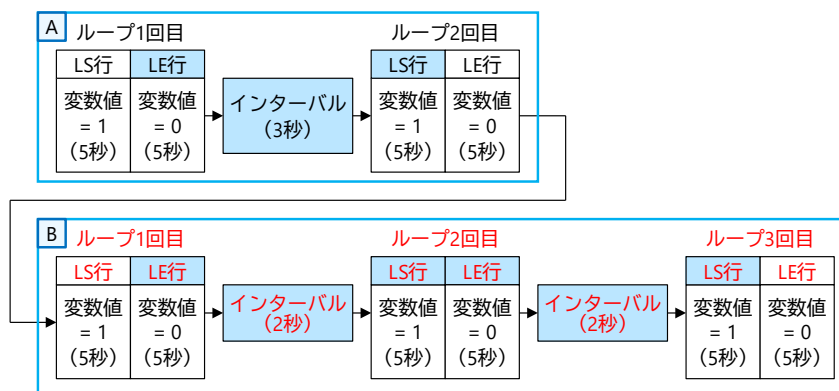 A
ループ1回目
ループ2回目
LS行
LE行
LS行
LE行
変数値
= 1
(5秒)
変数値
= 0
(5秒)
インターバル
（3秒）
変数値
= 1
(5秒)
変数値
= 0
(5秒)
B
ループ1回目
ループ2回目
ループ3回目
LS行
LE行
LS行
LE行
LS行
LE行
変数値
= 1
(5秒)
変数値
= 0
(5秒)
インターバル
（2秒）
変数値
= 1
(5秒)
変数値
= 0
(5秒)
インターバル
（2秒）
変数値
= 1
(5秒)
変数値
= 0
(5秒)